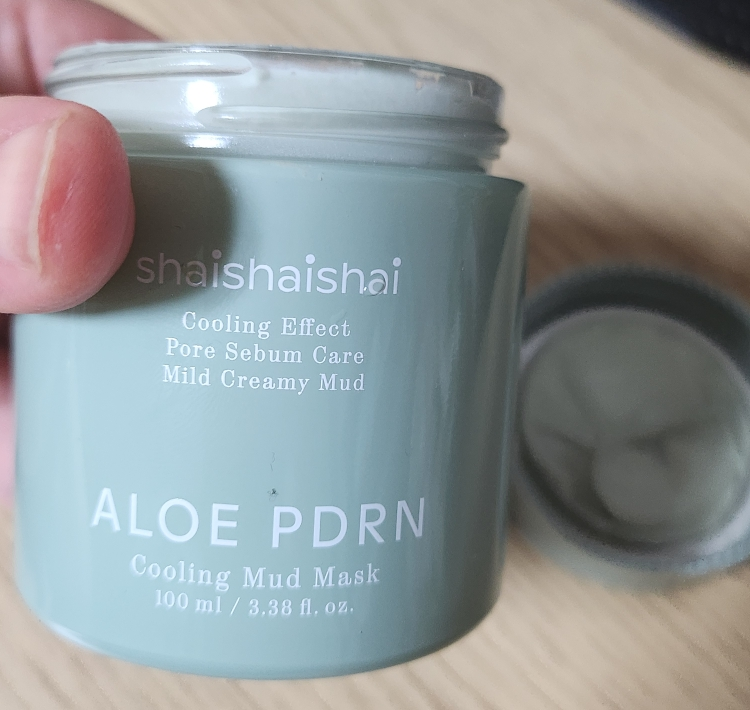 shaishaishai
Cooling Effect
Pore Sebum Care
Mild Creamy Mud
ALOE PDRN
Cooling Mud Mask
100 ml / 3.38 fl. oz.